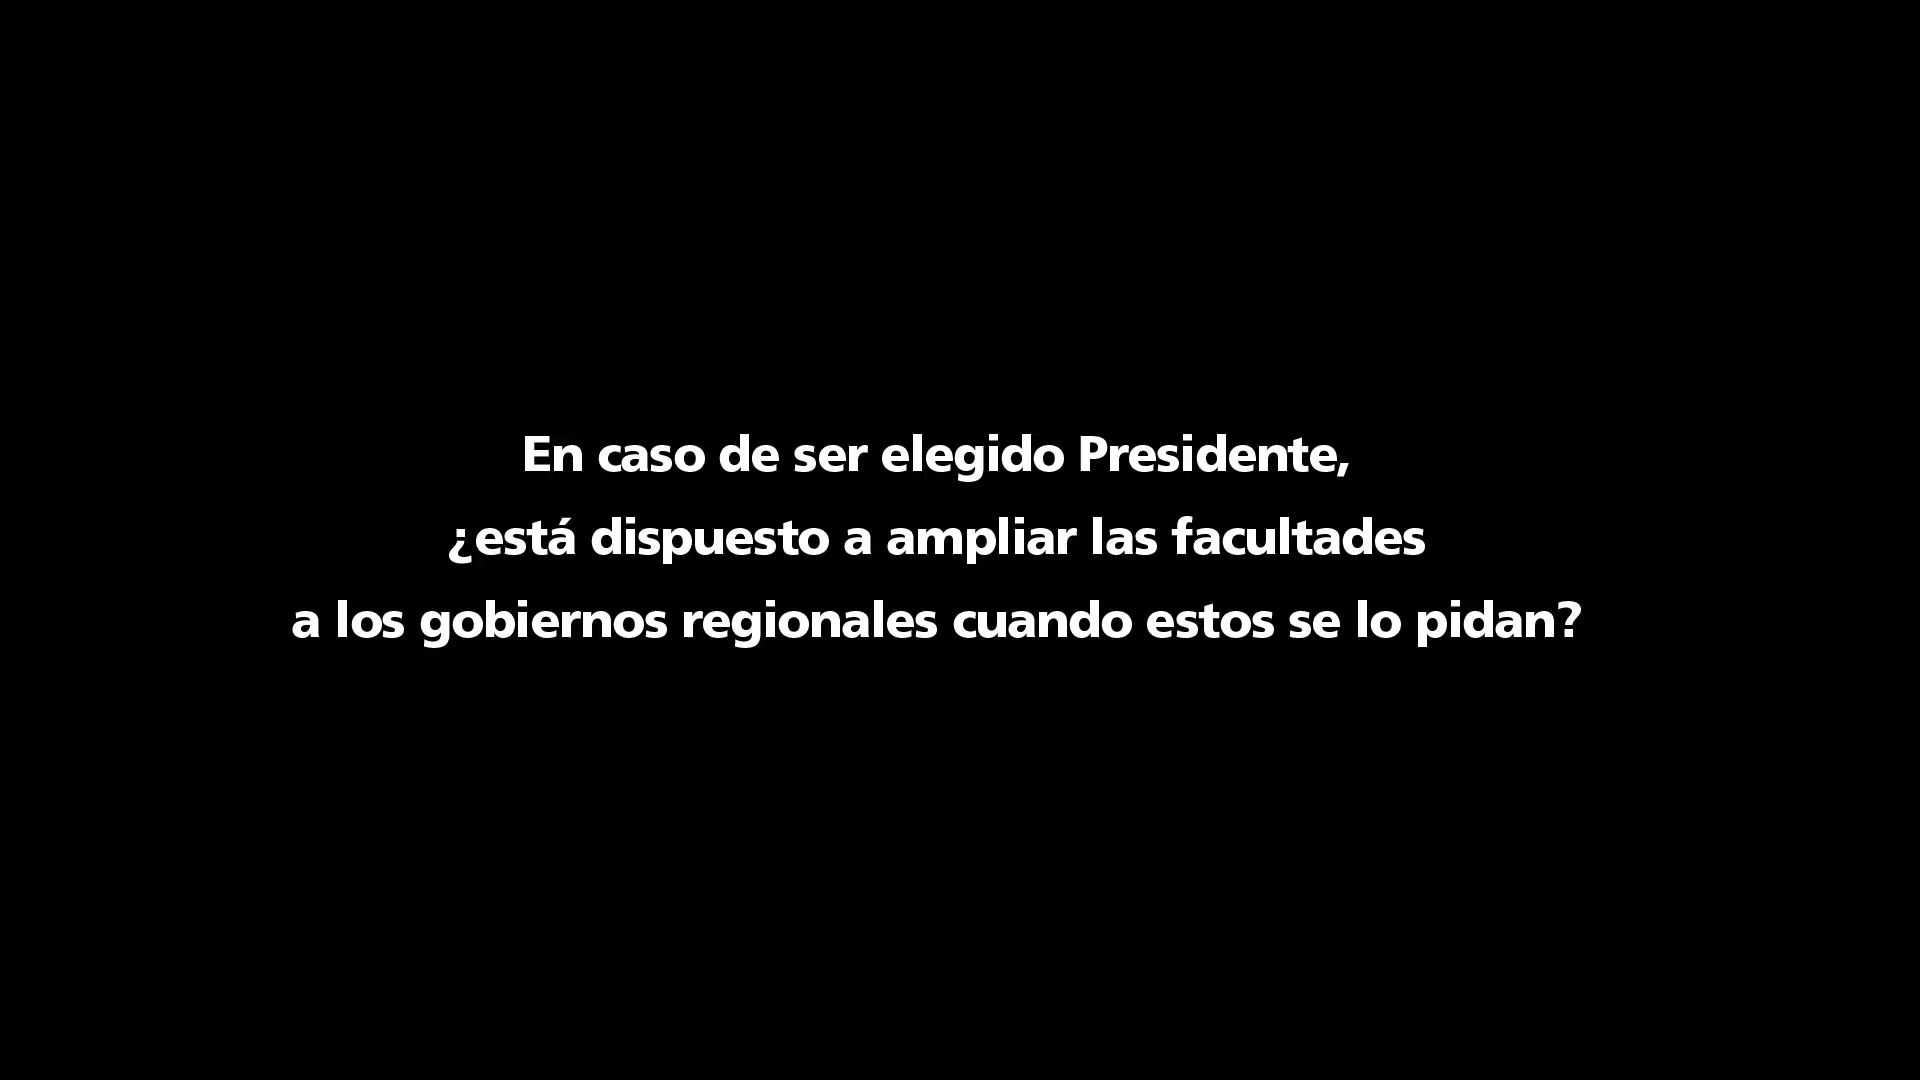 En caso de ser elegido Presidente,
¿está dispuesto a ampliar las facultades
a los gobiernos regionales cuando estos se lo pidan?